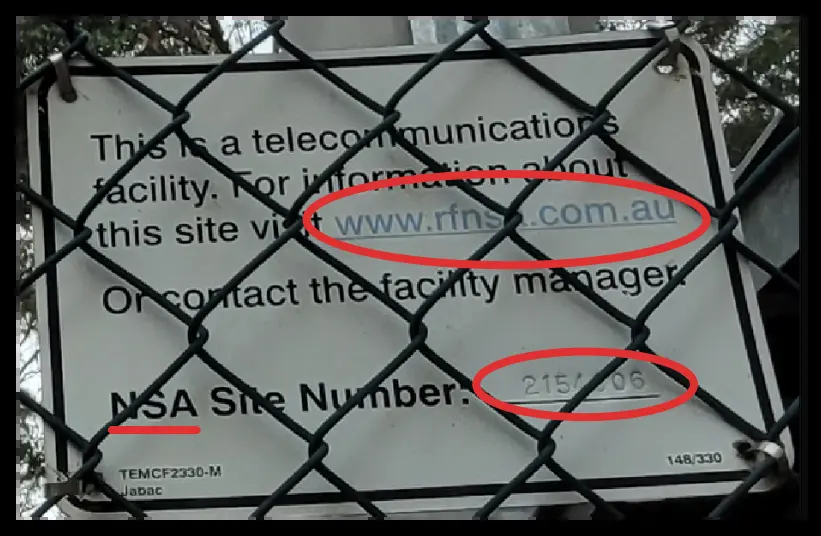 This is a telecommunications
facility. For information about
this site visit www.rfnsa.com.au
Or contact the facility manager.
NSA Site Number:
TEMCF2330-M
Jabac
148/330